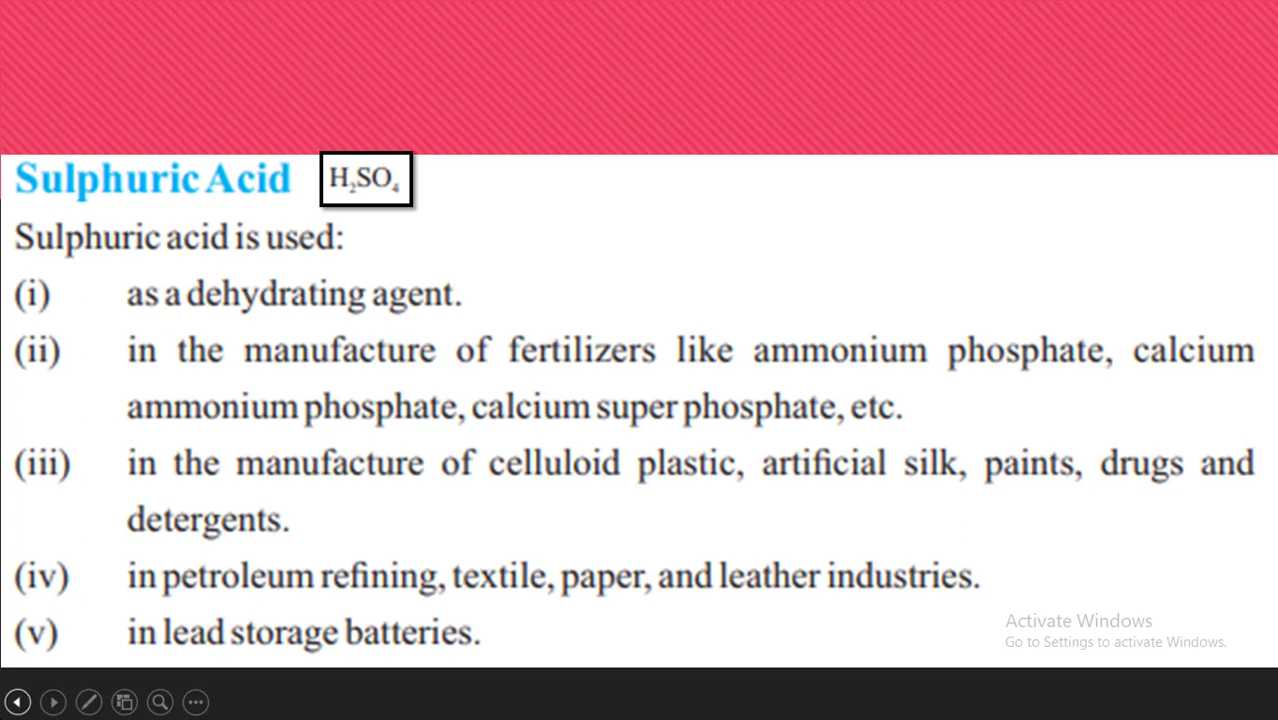 Sulphuric Acid H₂SO₄
Sulphuric acid is used:
(i) as a dehydrating agent.
(ii) in the manufacture of fertilizers like ammonium phosphate, calcium
ammonium phosphate, calcium super phosphate, etc.
(iii) in the manufacture of celluloid plastic, artificial silk, paints, drugs and
detergents.
(iv) in petroleum refining, textile, paper, and leather industries.
(v) in lead storage batteries.
Activate Windows
Go to Settings to activate Windows.